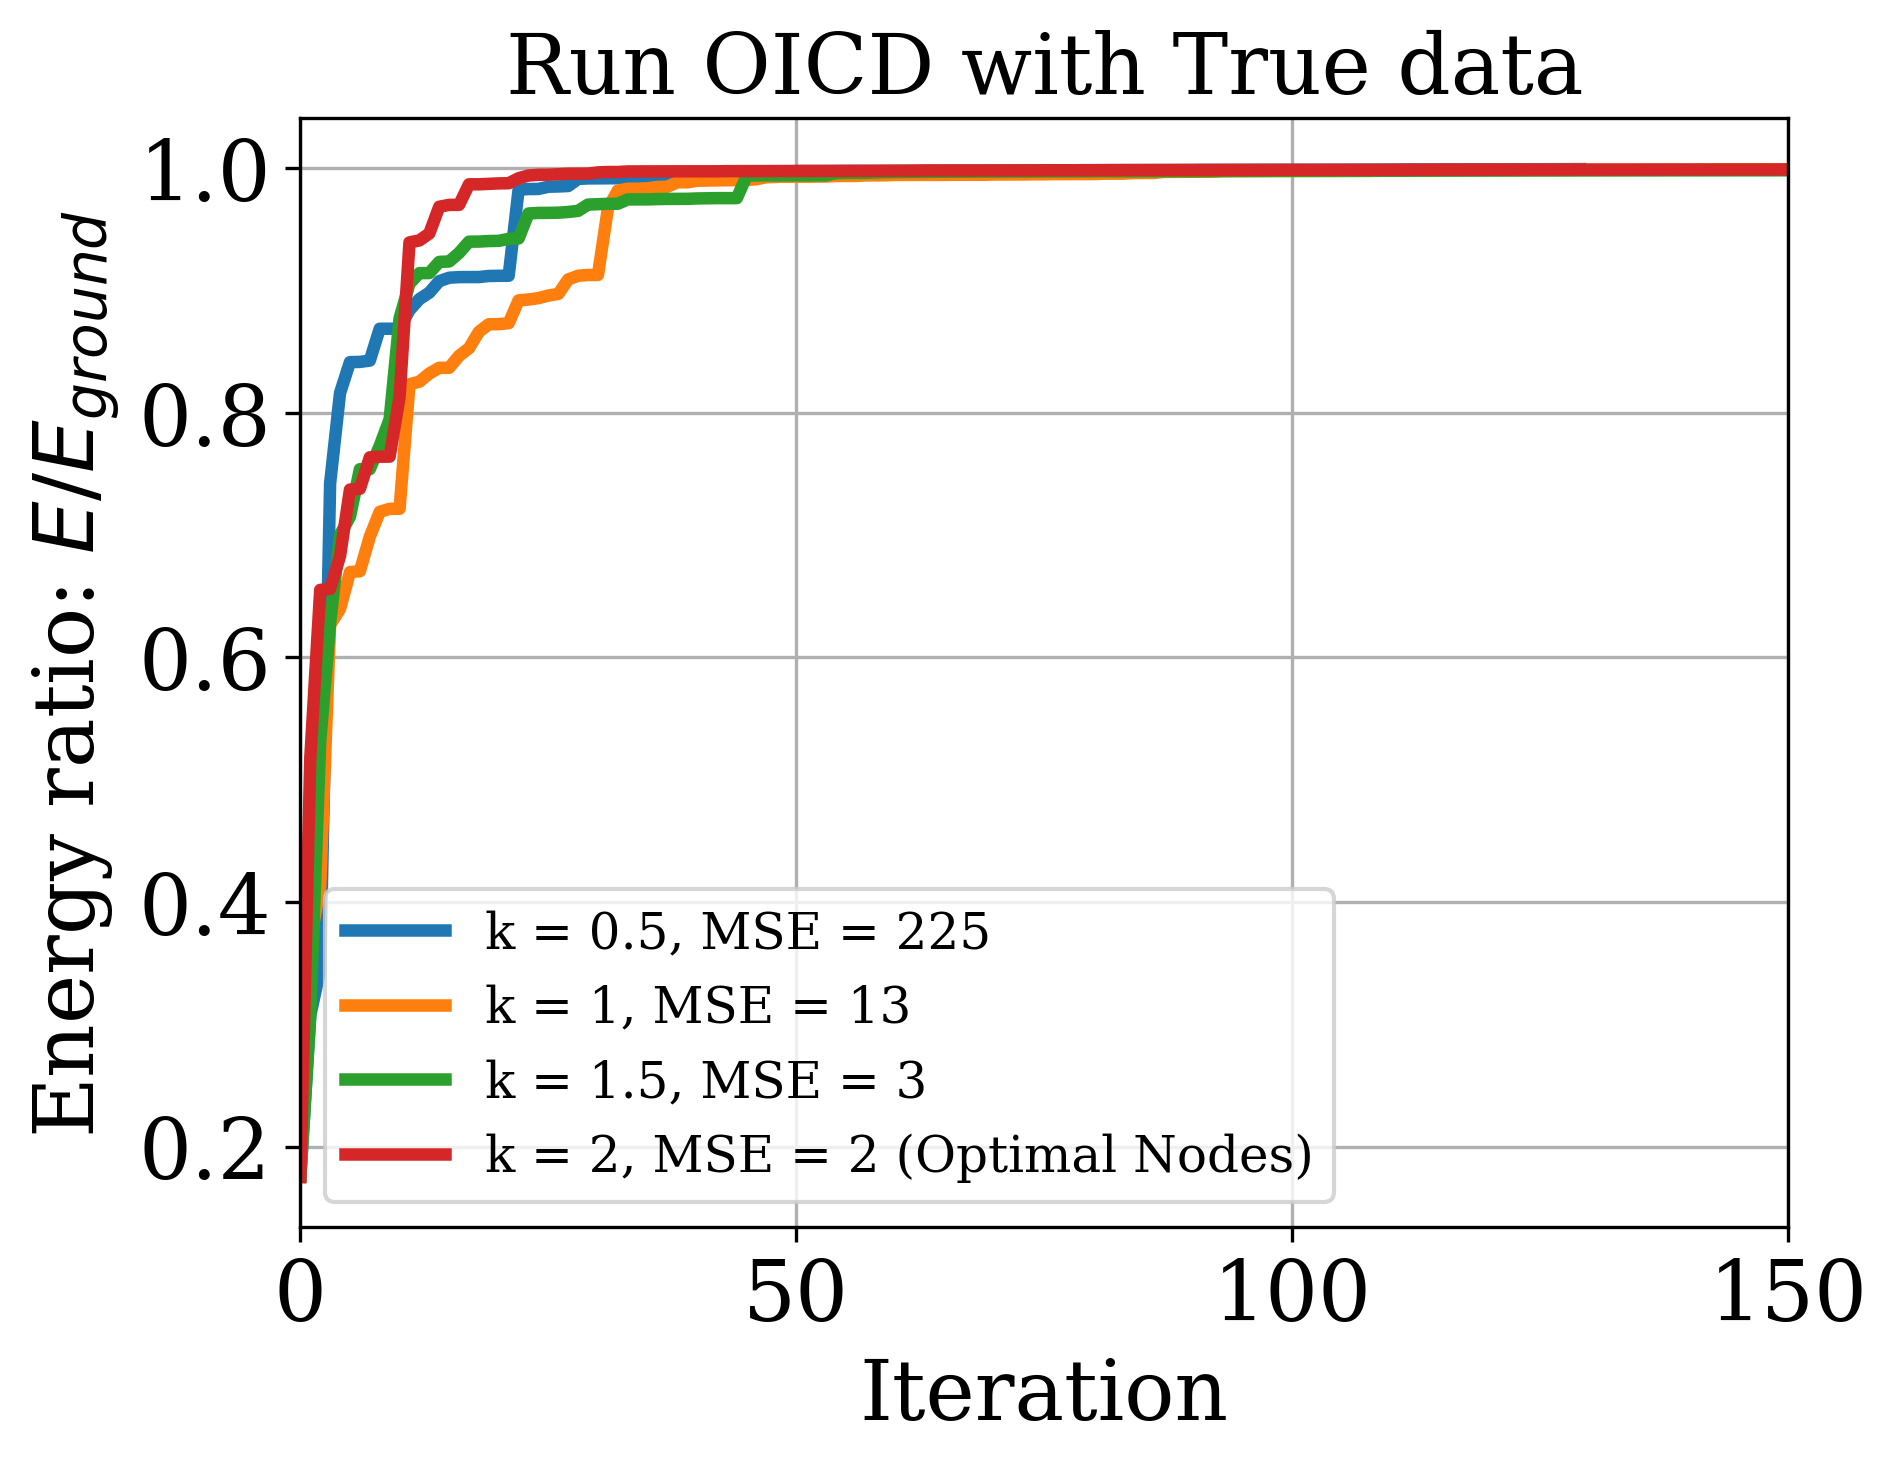 Run OICD with True data
Energy ratio: E/E_ground
1.0
0.8
0.6
0.4
0.2
k = 0.5, MSE = 225
k = 1, MSE = 13
k = 1.5, MSE = 3
k = 2, MSE = 2 (Optimal Nodes)
0 50 100 150
Iteration